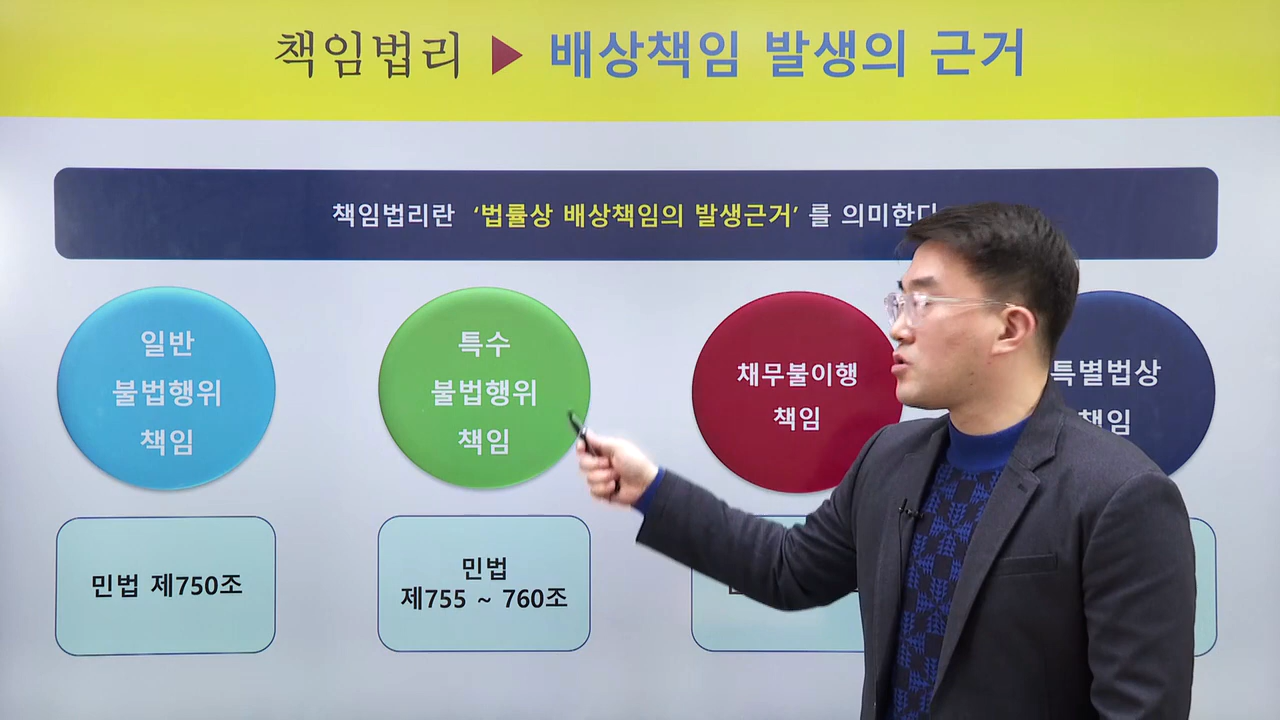 책임법리 ▶ 배상책임 발생의 근거
책임법리란 '법률상 배상책임의 발생근거' 를 의미한다
일반
불법행위
책임
특수
불법행위
책임
채무불이행
책임
특별법상
책임
민법 제750조
민법
제755 ~ 760조